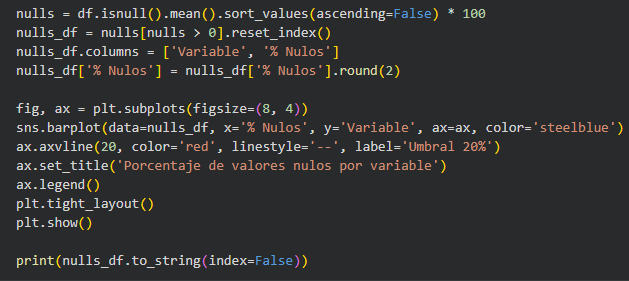 nulls = df.isnull().mean().sort_values(ascending=False) * 100
nulls_df = nulls[nulls > 0].reset_index()
nulls_df.columns = ['Variable', '% Nulos']
nulls_df['% Nulos'] = nulls_df['% Nulos'].round(2)

fig, ax = plt.subplots(figsize=(8, 4))
sns.barplot(data=nulls_df, x='% Nulos', y='Variable', ax=ax, color='steelblue')
ax.axvline(20, color='red', linestyle='--', label='Umbral 20%')
ax.set_title('Porcentaje de valores nulos por variable')
ax.legend()
plt.tight_layout()
plt.show()

print(nulls_df.to_string(index=False))